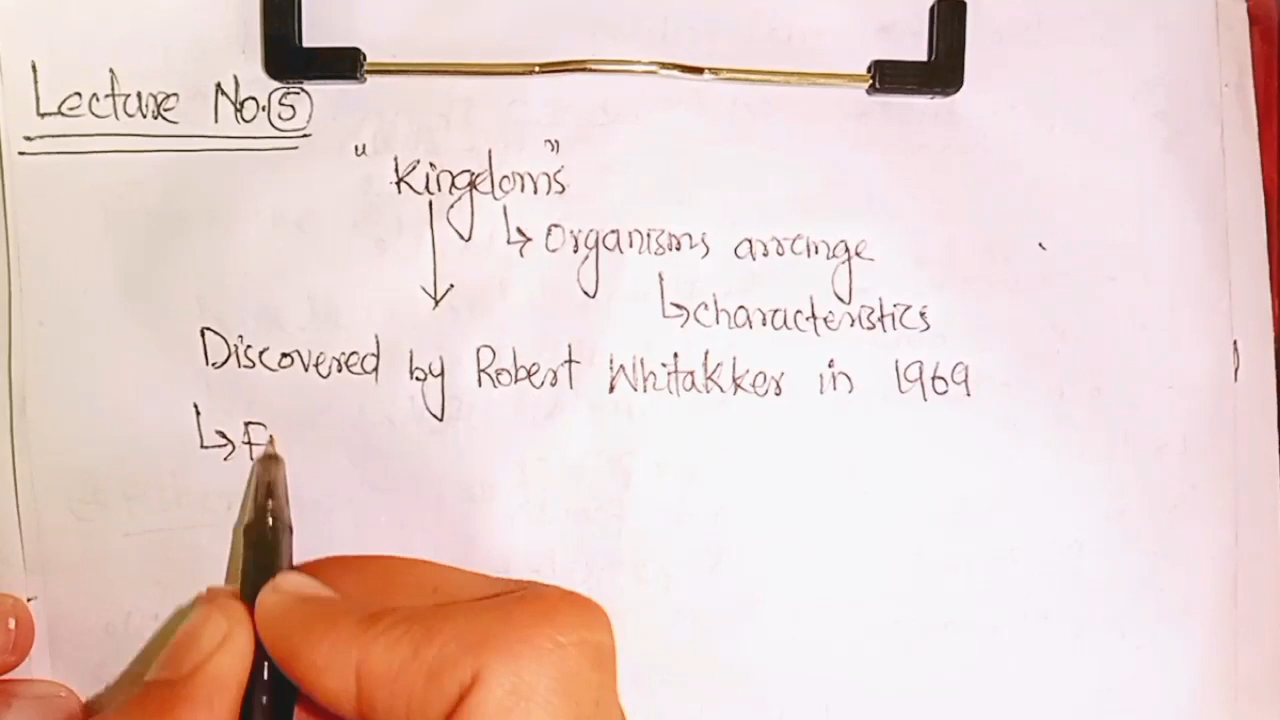 Lecture No. 5
"Kingdoms"
↳ Organisms arrange
↳ characteristics
Discovered by Robert Whitakker in 1969
↳ F